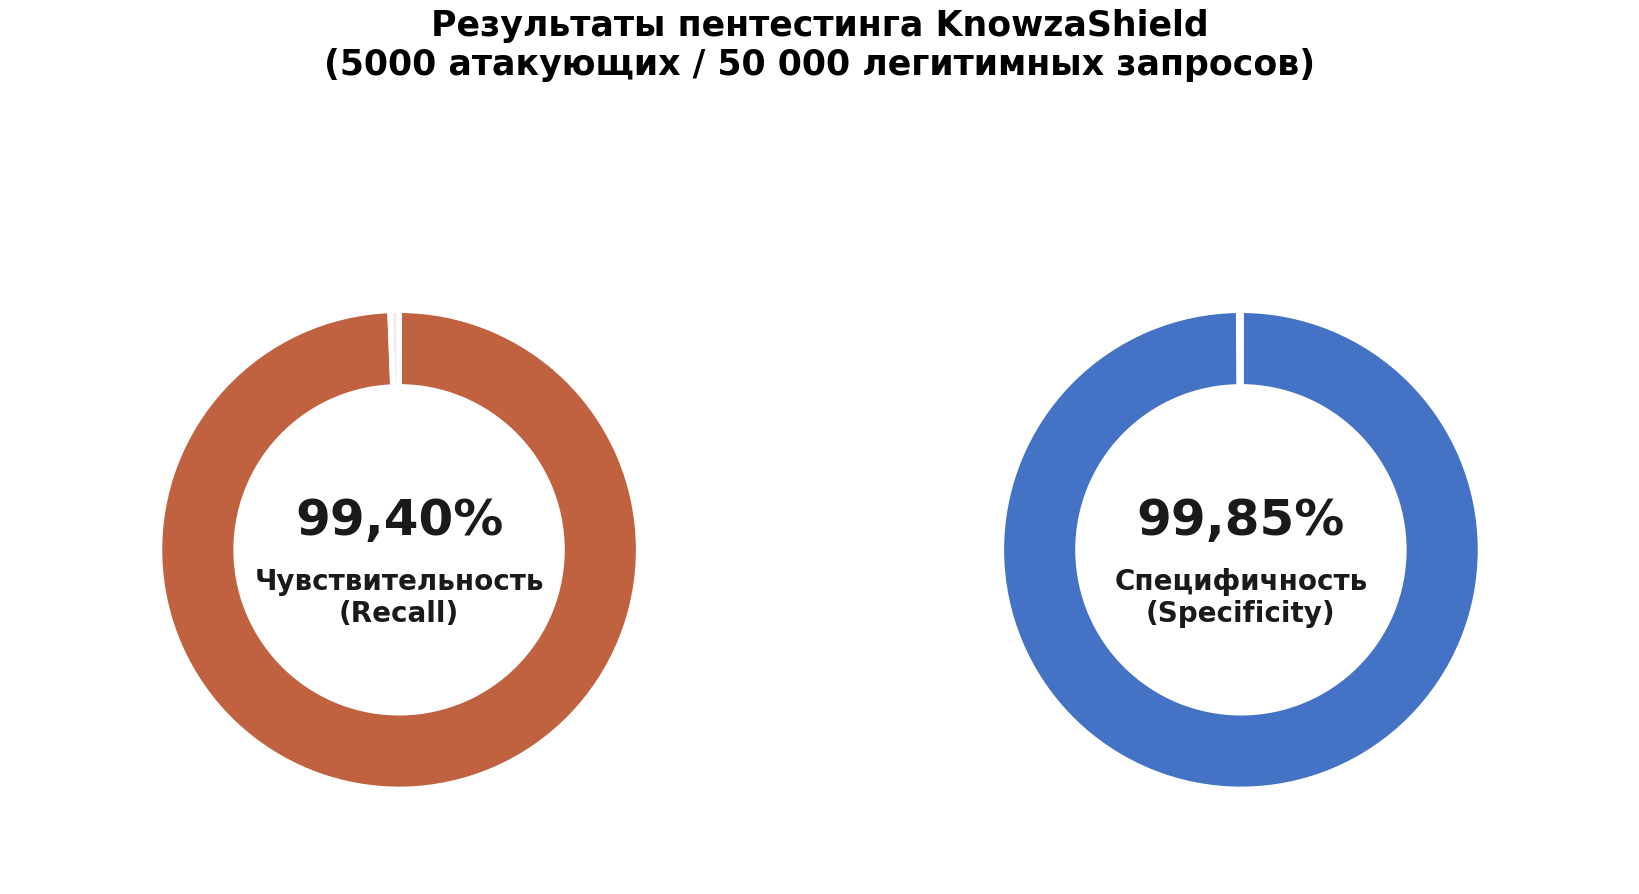 Результаты пентестинга KnowzaShield
(5000 атакующих / 50 000 легитимных запросов)
99,40%
Чувствительность
(Recall)
99,85%
Специфичность
(Specificity)